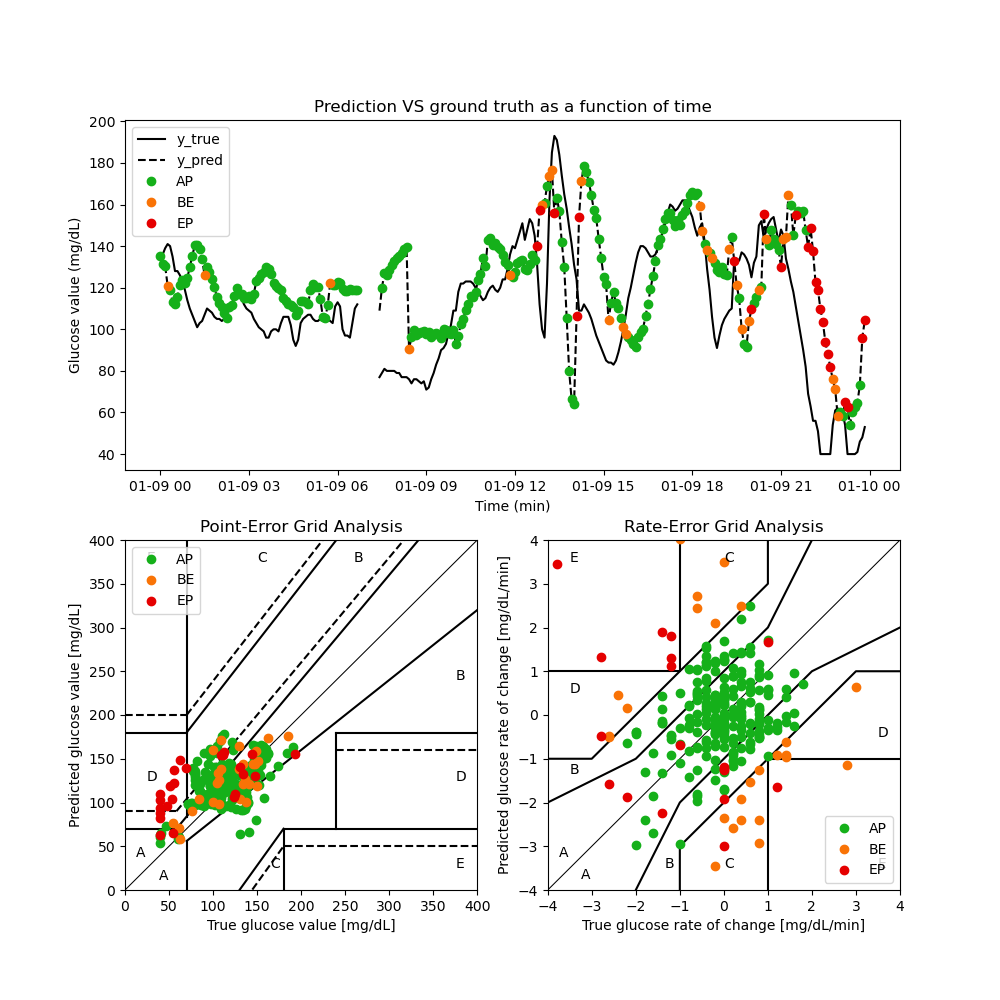 Prediction VS ground truth as a function of time
Glucose value (mg/dL)
200
180
160
140
120
100
80
60
40
y_true
y_pred
AP
BE
EP
01-09 00 01-09 03 01-09 06 01-09 09 01-09 12 01-09 15 01-09 18 01-09 21 01-10 00
Time (min)
Point-Error Grid Analysis
Predicted glucose value [mg/dL]
400
350
300
250
200
150
100
50
0
AP
BE
EP
C
B
B
D
D
A
A
C
E
0 50 100 150 200 250 300 350 400
True glucose value [mg/dL]
Rate-Error Grid Analysis
Predicted glucose rate of change [mg/dL/min]
4
3
2
1
0
−1
−2
−3
−4
E
C
D
D
B
A
A
B
C
AP
BE
EP
−4 −3 −2 −1 0 1 2 3 4
True glucose rate of change [mg/dL/min]